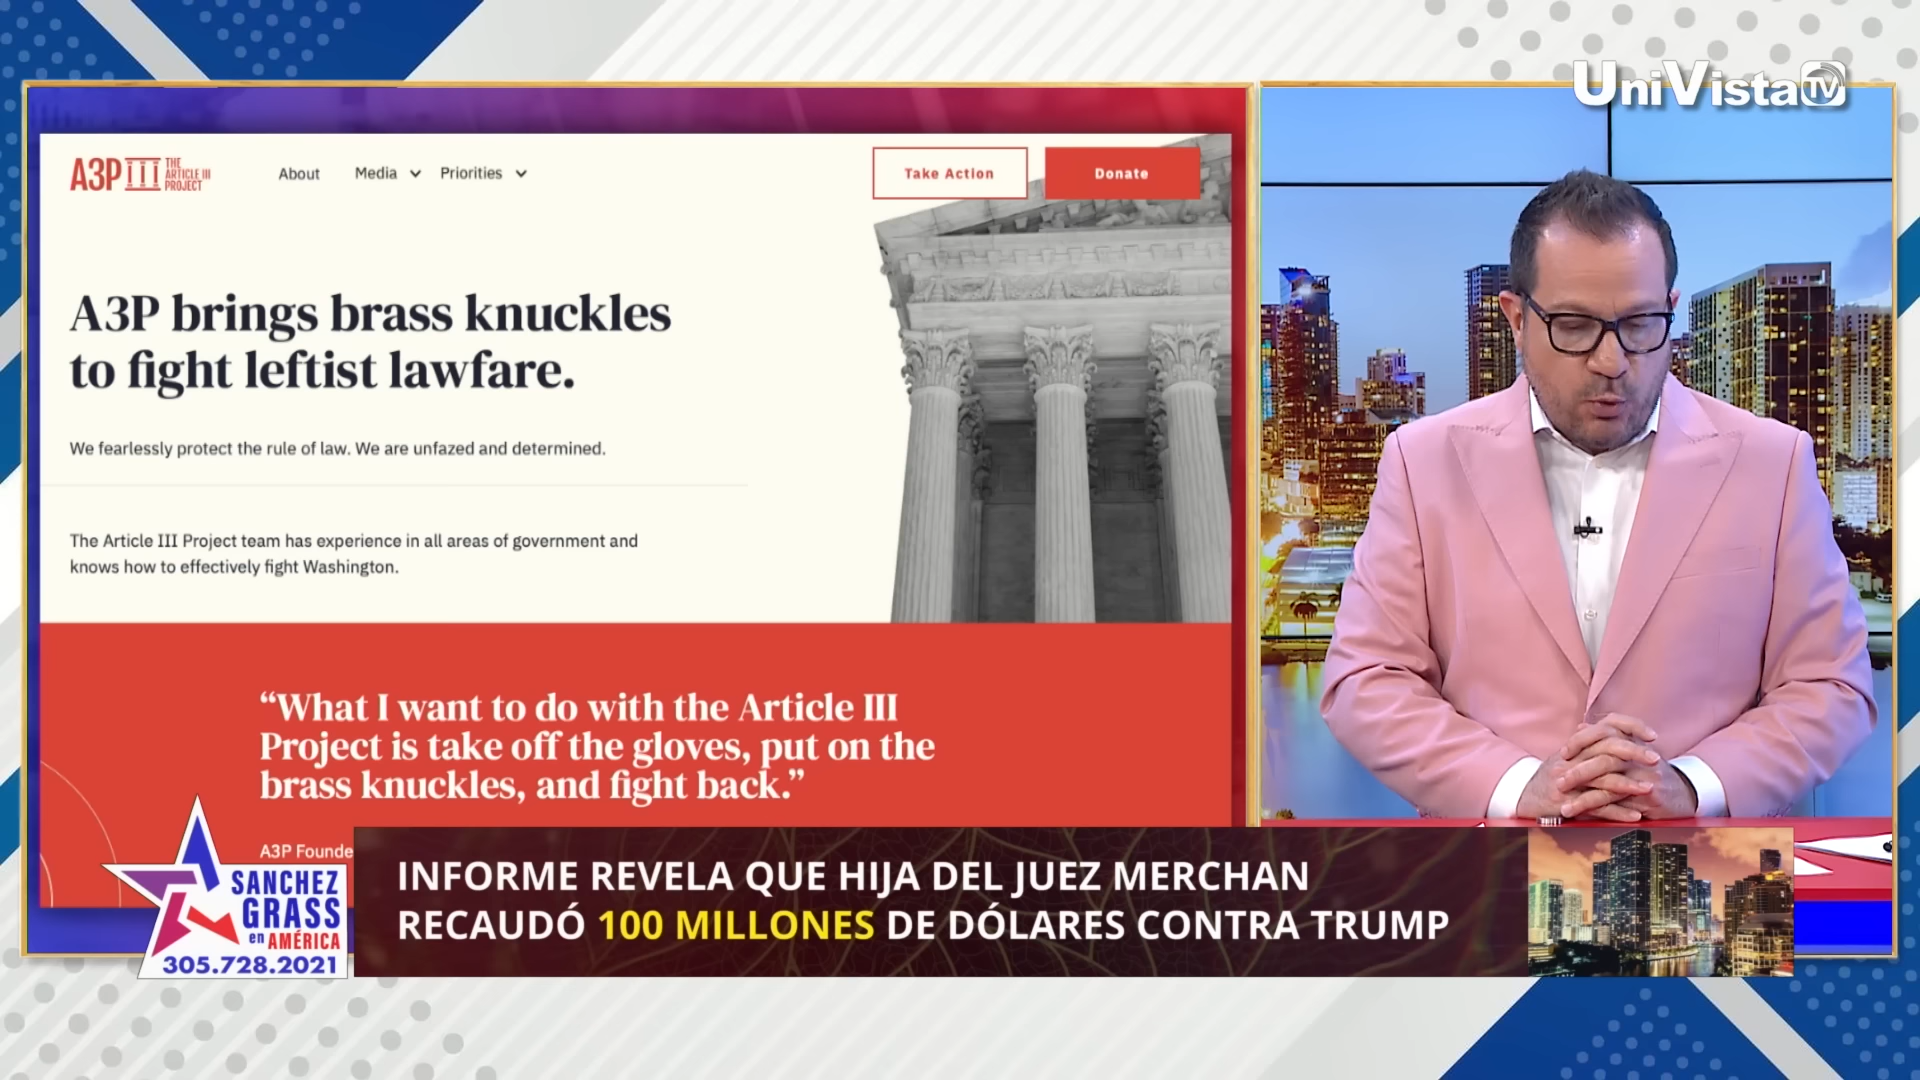 UniVista TV
A3P III THE ARTICLE III PROJECT
About
Media
Priorities
Take Action
Donate
A3P brings brass knuckles
to fight leftist lawfare.
We fearlessly protect the rule of law. We are unfazed and determined.
The Article III Project team has experience in all areas of government and
knows how to effectively fight Washington.
“What I want to do with the Article III
Project is take off the gloves, put on the
brass knuckles, and fight back.”
A3P Founde
SANCHEZ
GRASS
en AMÉRICA
305.728.2021
INFORME REVELA QUE HIJA DEL JUEZ MERCHAN
RECAUDÓ 100 MILLONES DE DÓLARES CONTRA TRUMP